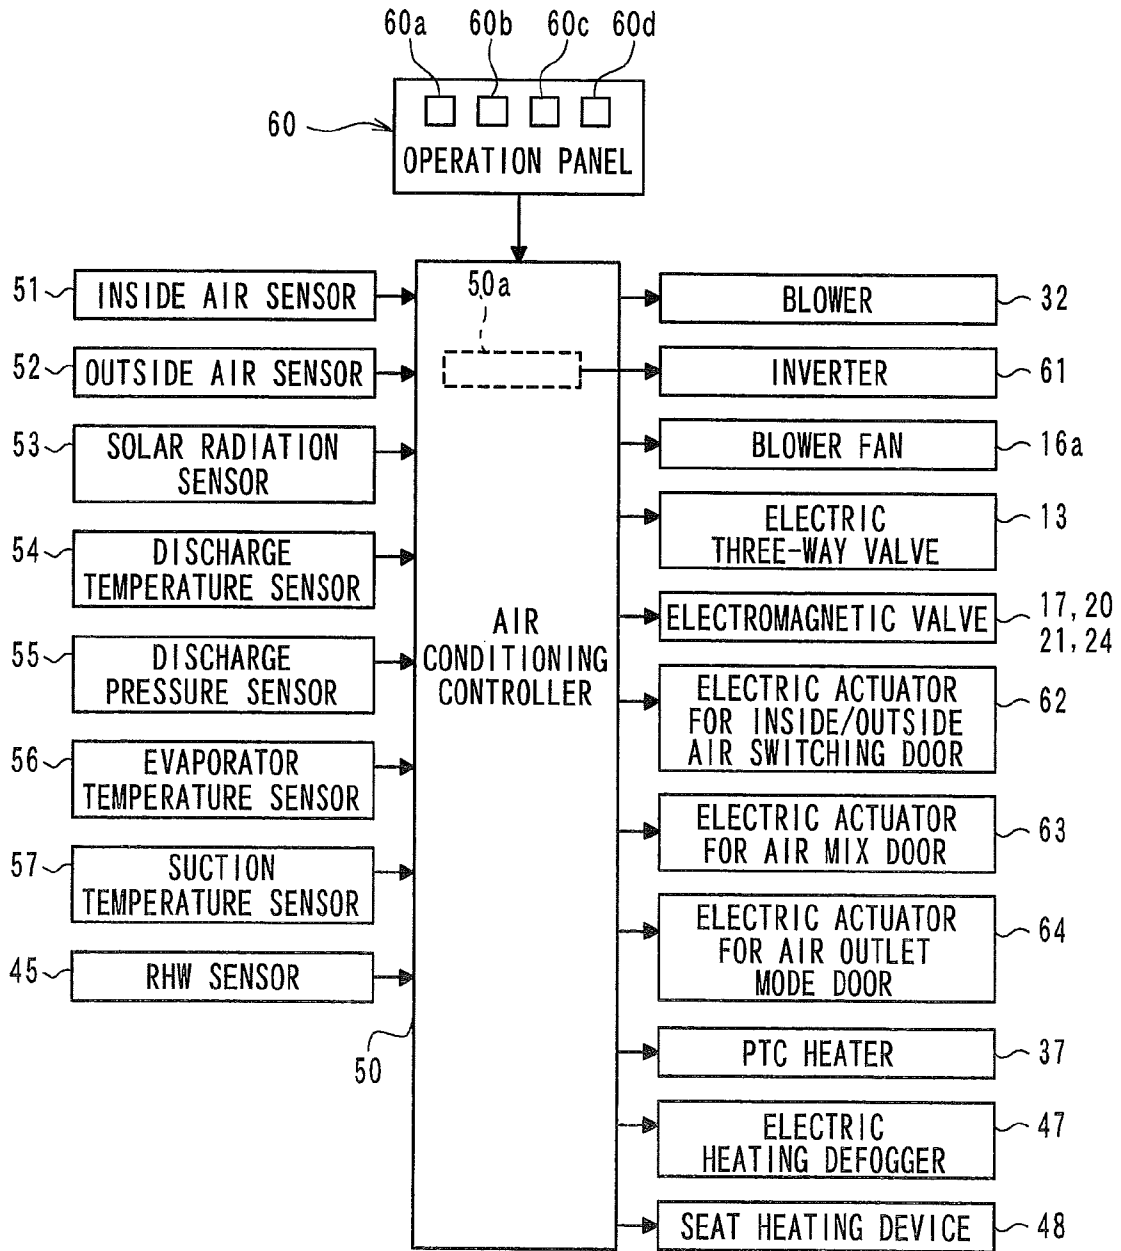 60a 60b 60c 60d
60
OPERATION PANEL
50a
51 INSIDE AIR SENSOR
52 OUTSIDE AIR SENSOR
53 SOLAR RADIATION
SENSOR
54 DISCHARGE
TEMPERATURE SENSOR
55 DISCHARGE
PRESSURE SENSOR
56 EVAPORATOR
TEMPERATURE SENSOR
57 SUCTION
TEMPERATURE SENSOR
45 RHW SENSOR
50
AIR
CONDITIONING
CONTROLLER
BLOWER 32
INVERTER 61
BLOWER FAN 16a
ELECTRIC 13
THREE-WAY VALVE
ELECTROMAGNETIC VALVE 17, 20
21, 24
ELECTRIC ACTUATOR 62
FOR INSIDE/OUTSIDE
AIR SWITCHING DOOR
ELECTRIC ACTUATOR 63
FOR AIR MIX DOOR
ELECTRIC ACTUATOR 64
FOR AIR OUTLET
MODE DOOR
PTC HEATER 37
ELECTRIC 47
HEATING DEFOGGER
SEAT HEATING DEVICE 48